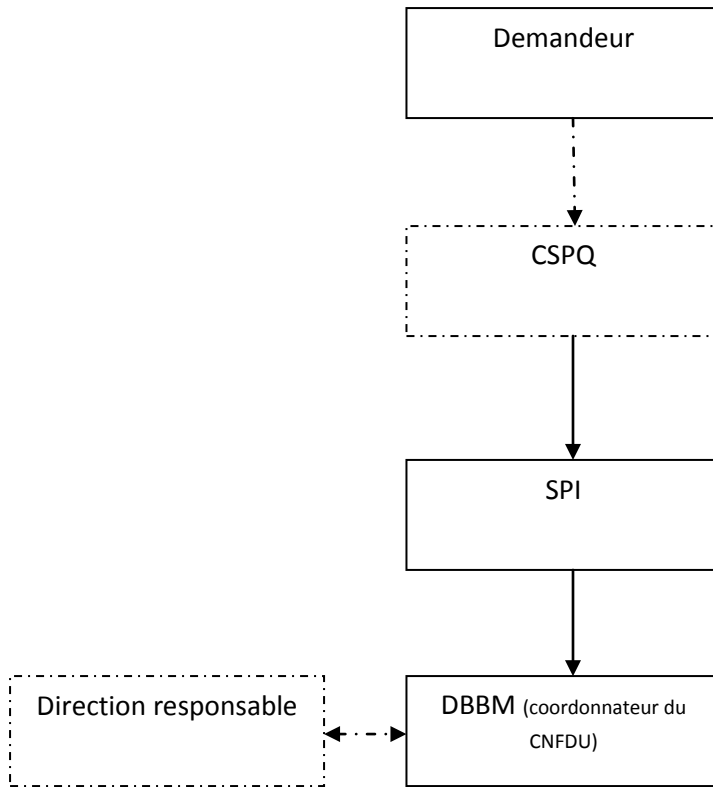 Demandeur
CSPQ
SPI
Direction responsable
DBBM (coordonnateur du
CNFDU)